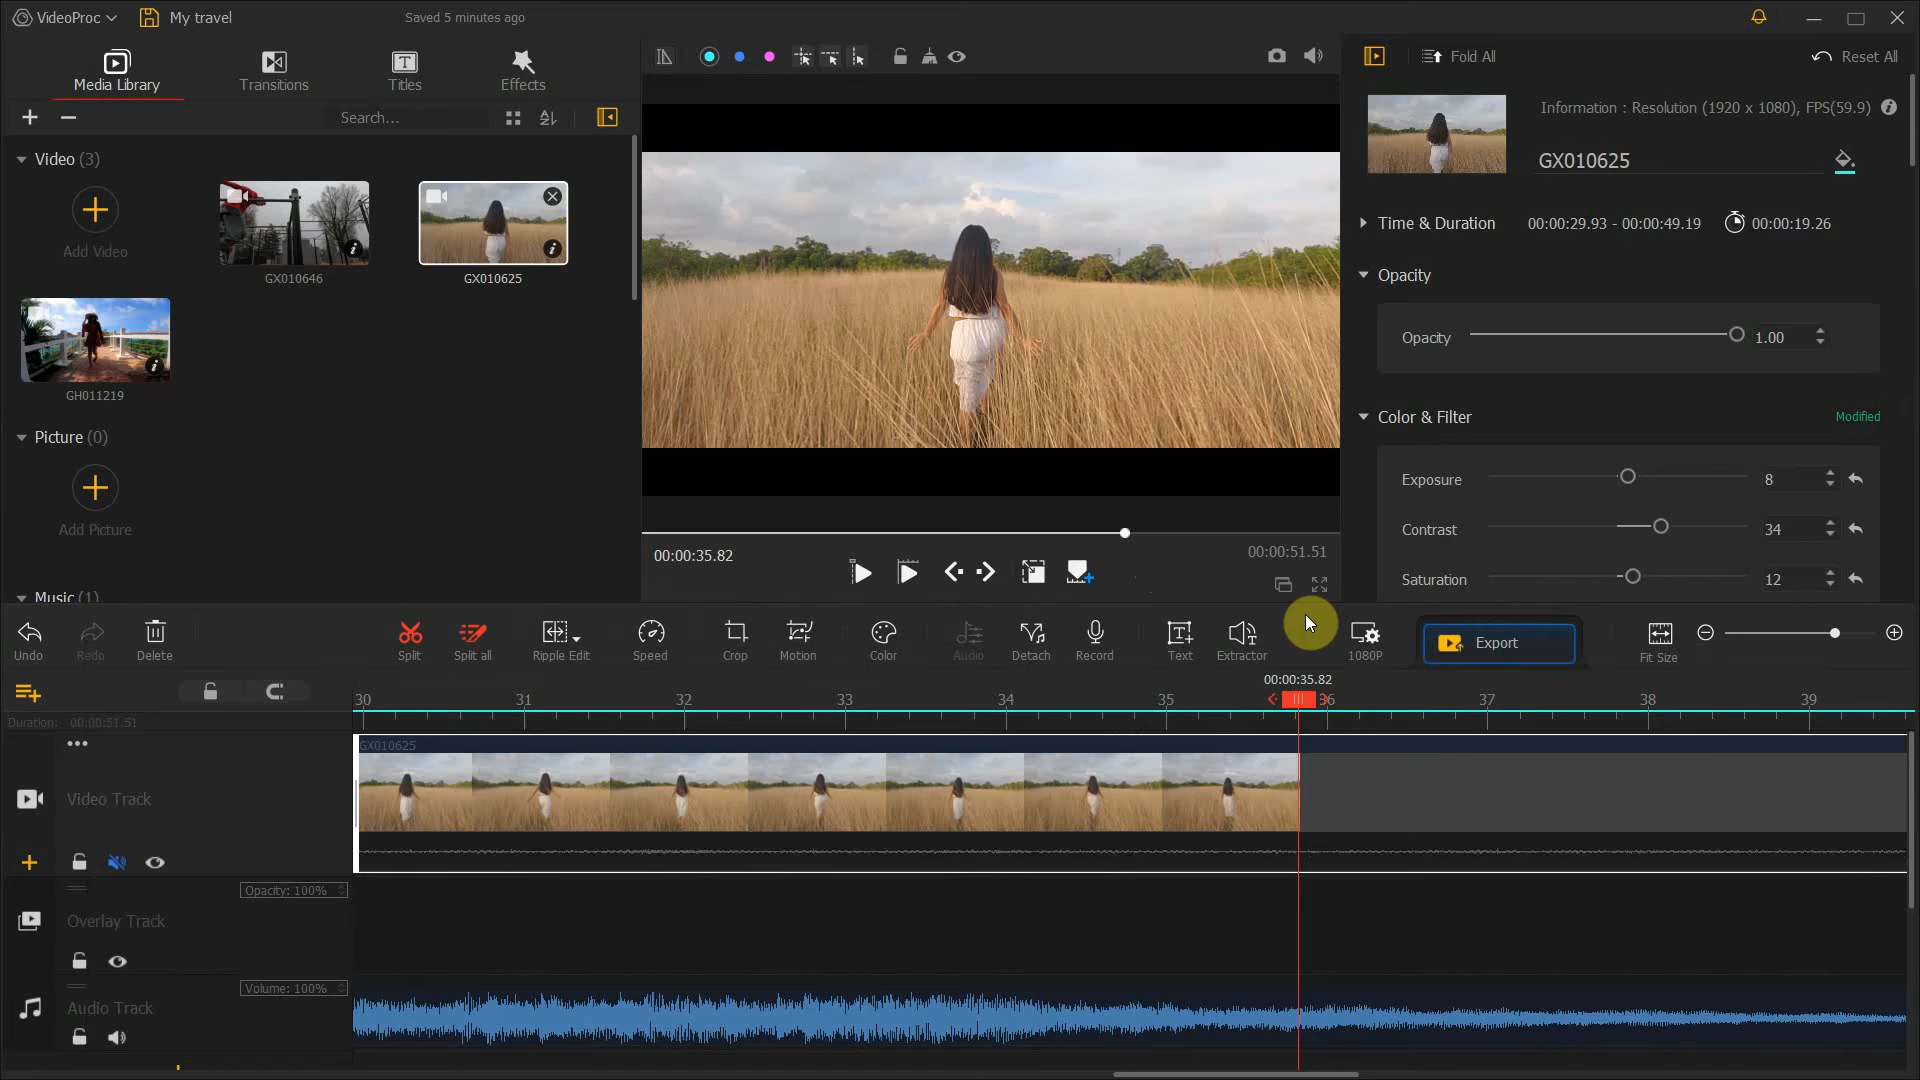 VideoProc
My travel
Saved 5 minutes ago
Media Library
Transitions
Titles
Effects
Search...
Video (3)
Add Video
GX010646
GX010625
GH011219
Picture (0)
Add Picture
Music (1)
00:00:35.82
00:00:51.51
Fold All
Reset All
Information : Resolution (1920 x 1080), FPS(59.9)
GX010625
Time & Duration
00:00:29.93 - 00:00:49.19
00:00:19.26
Opacity
Opacity
1.00
Color & Filter
Modified
Exposure
8
Contrast
34
Saturation
12
Undo
Redo
Delete
Split
Split all
Ripple Edit
Speed
Crop
Motion
Color
Audio
Detach
Record
Text
Extractor
1080P
Export
Fit Size
00:00:35.82
30 31 32 33 34 35 36 37 38 39
Duration: 00:00:51.51
GX010625
Video Track
Opacity: 100%
Overlay Track
Volume: 100%
Audio Track